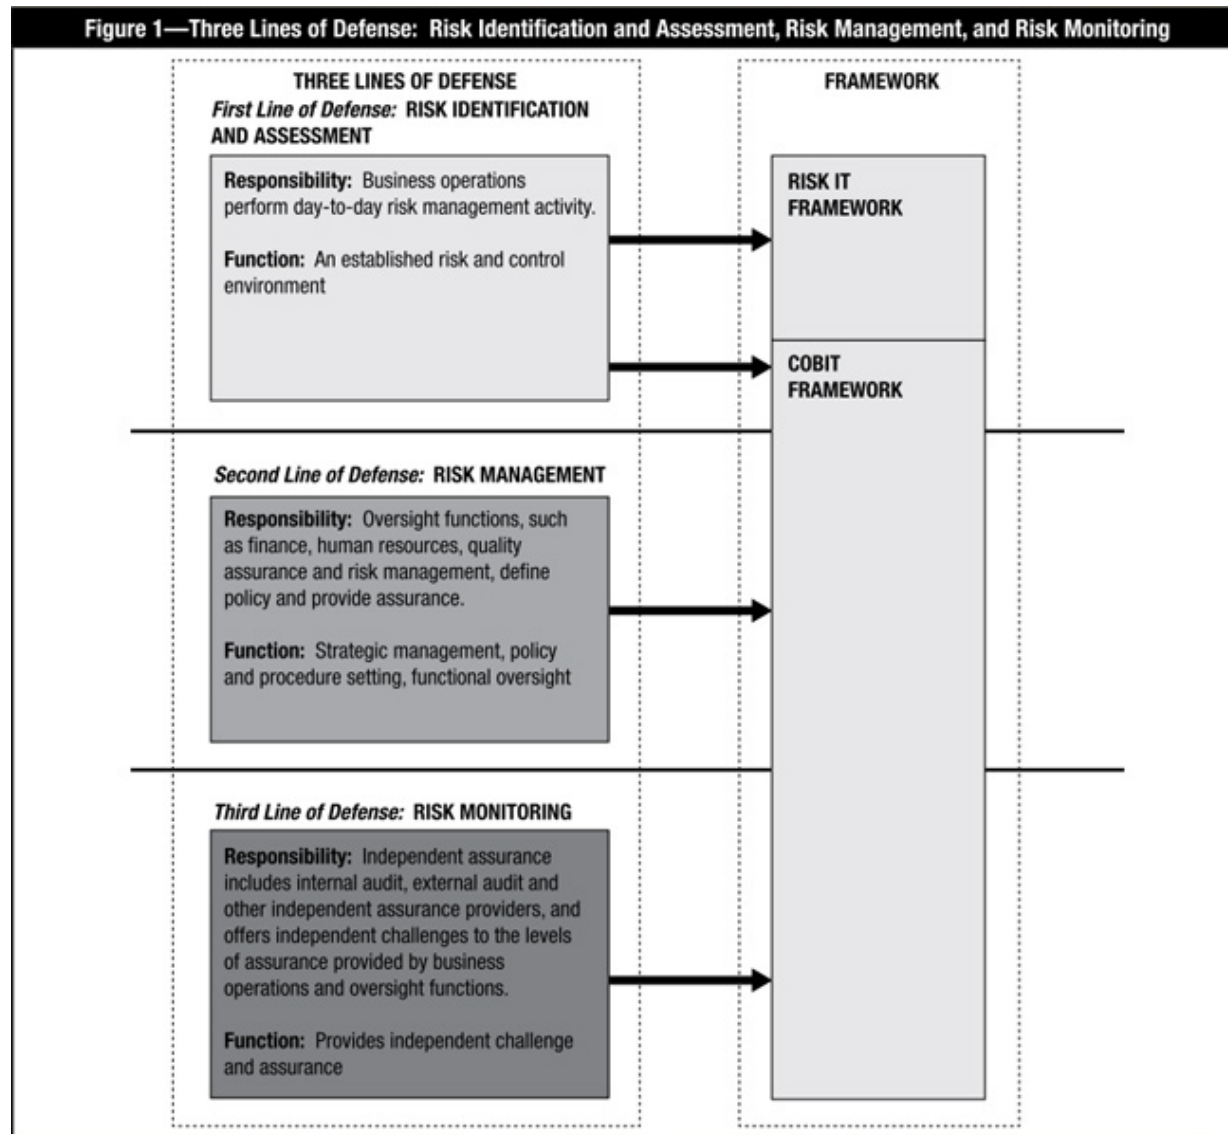 Figure 1—Three Lines of Defense: Risk Identification and Assessment, Risk Management, and Risk Monitoring
THREE LINES OF DEFENSE
First Line of Defense: RISK IDENTIFICATION
AND ASSESSMENT
Responsibility: Business operations
perform day-to-day risk management activity.
Function: An established risk and control
environment
FRAMEWORK
RISK IT
FRAMEWORK
COBIT
FRAMEWORK
Second Line of Defense: RISK MANAGEMENT
Responsibility: Oversight functions, such
as finance, human resources, quality
assurance and risk management, define
policy and provide assurance.
Function: Strategic management, policy
and procedure setting, functional oversight
Third Line of Defense: RISK MONITORING
Responsibility: Independent assurance
includes internal audit, external audit and
other independent assurance providers, and
offers independent challenges to the levels
of assurance provided by business
operations and oversight functions.
Function: Provides independent challenge
and assurance